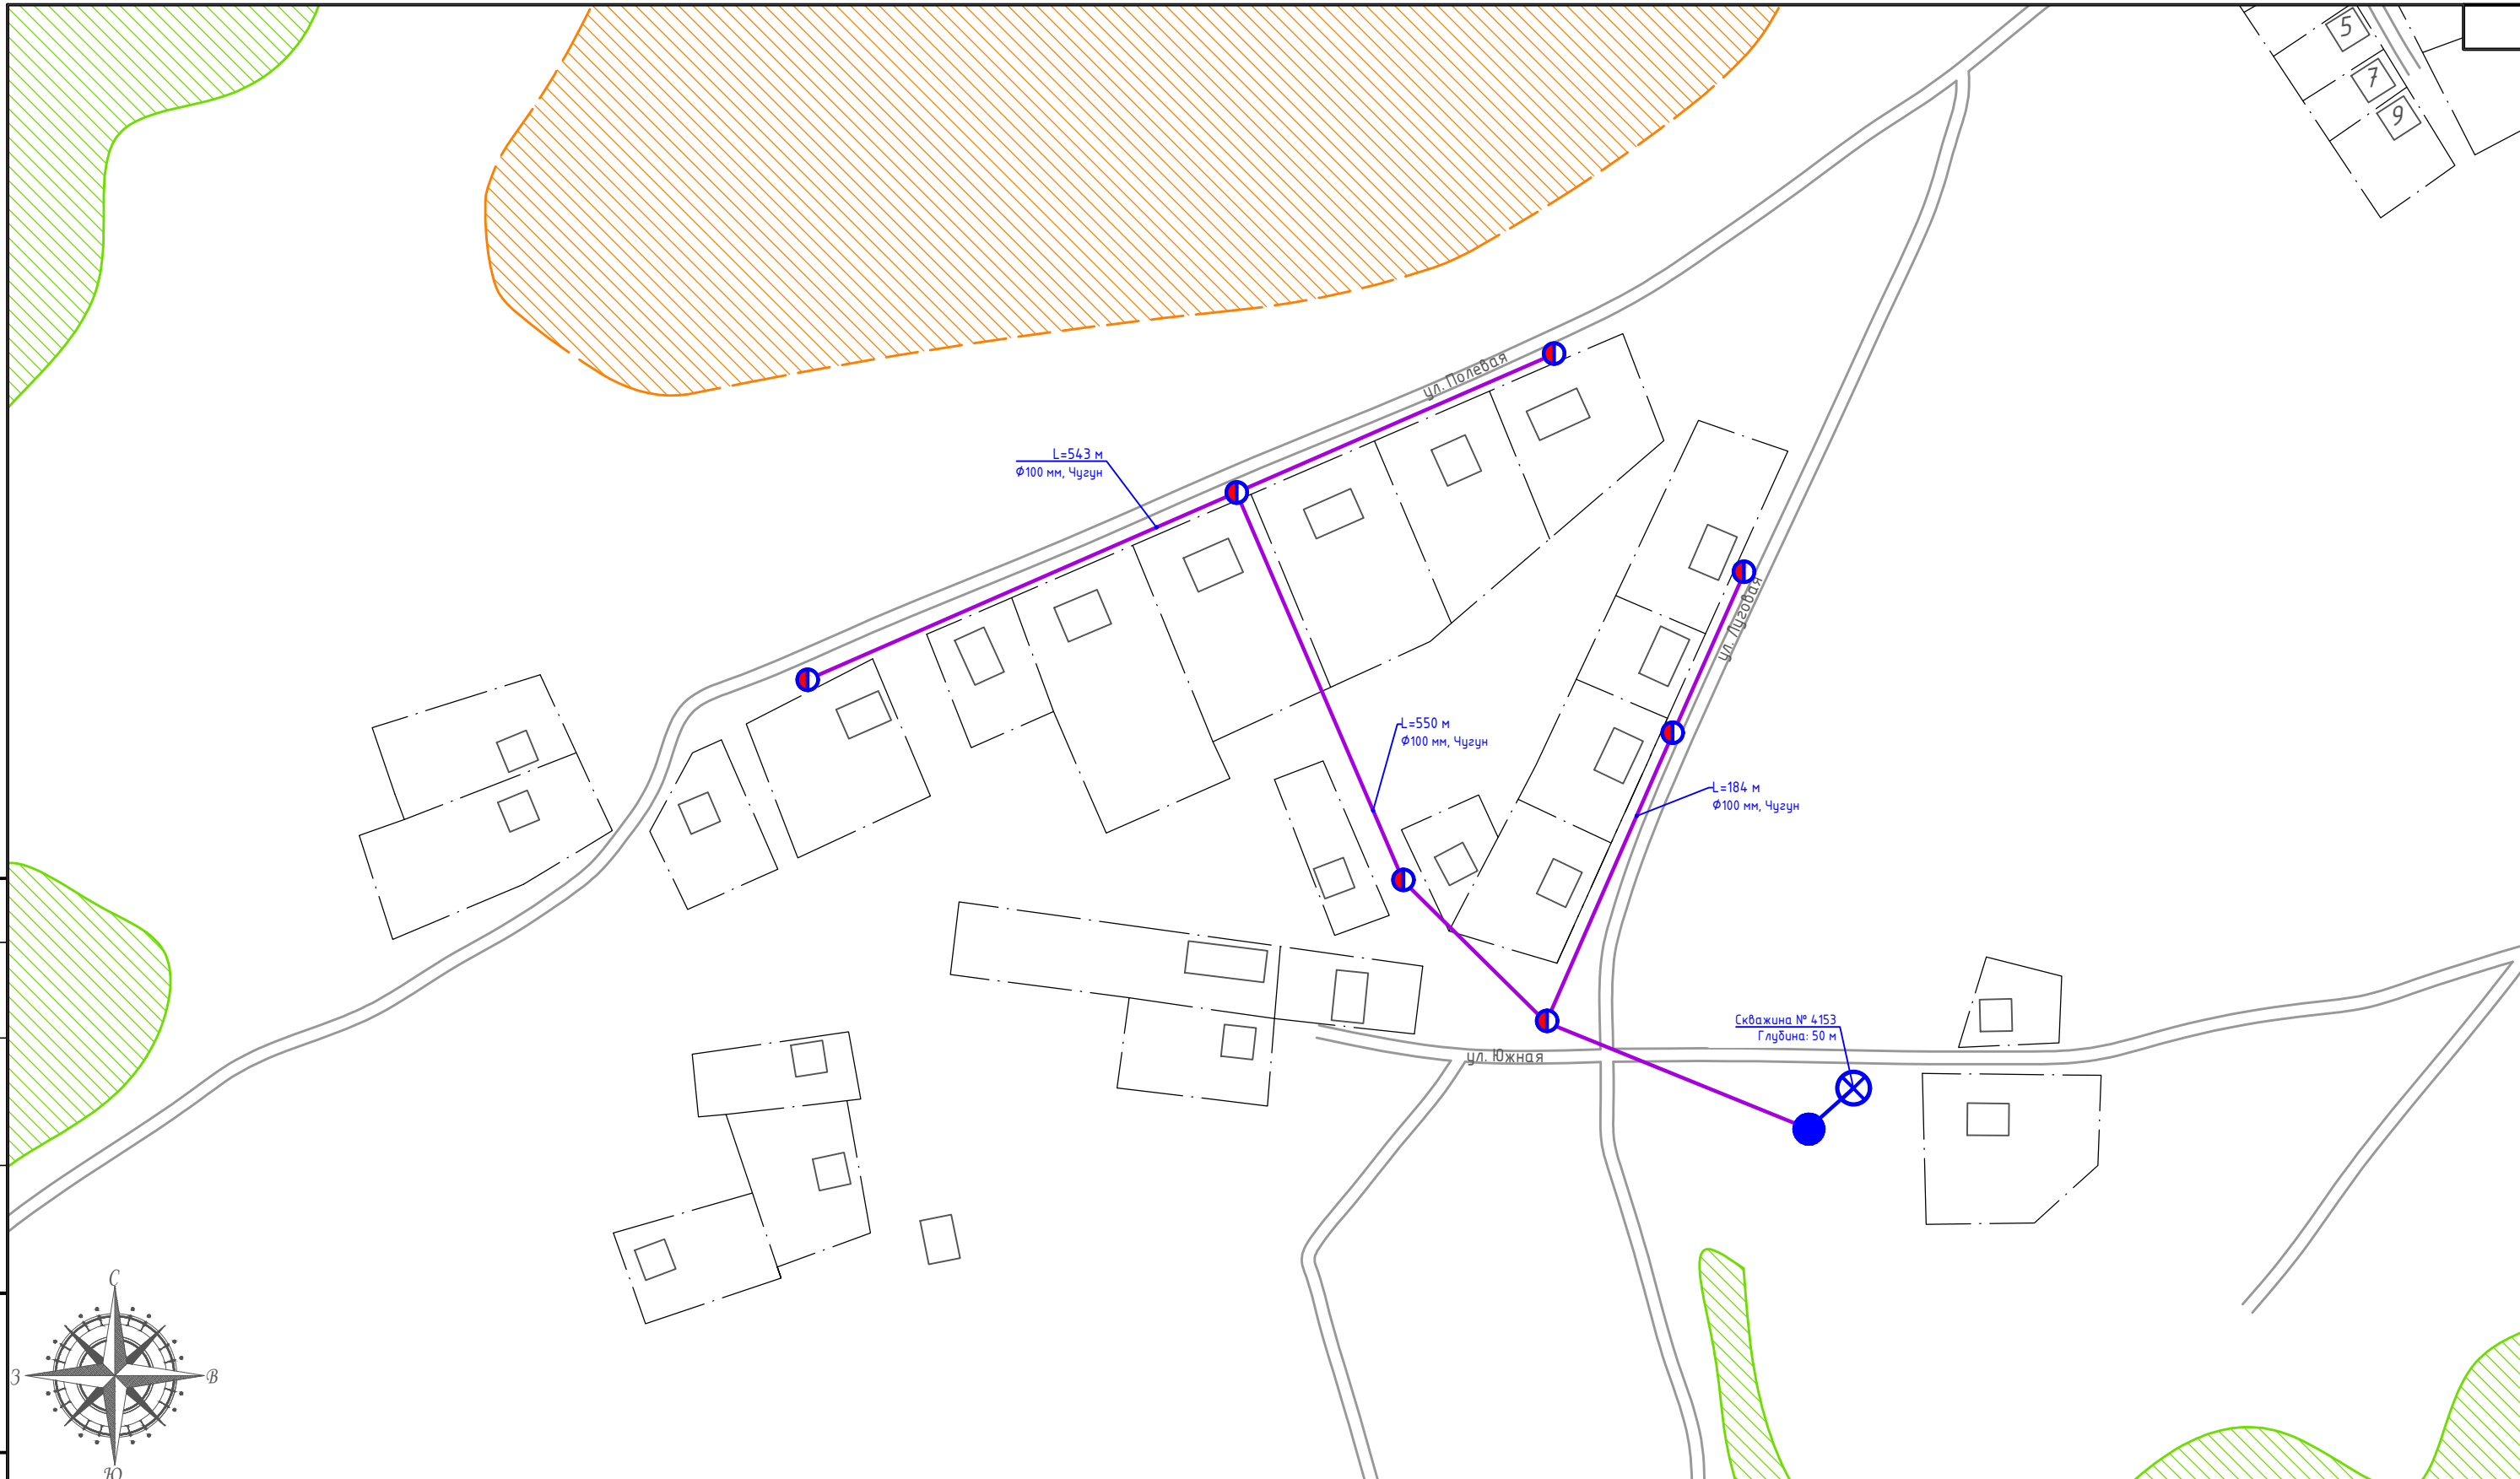 5
7
9
ул. Полевая
L=543 м
Ф100 мм, Чугун
ул. Луговая
L=550 м
Ф100 мм, Чугун
L=184 м
Ф100 мм, Чугун
Скважина № 4153
Глубина: 50 м
ул. Южная
С
З
В
Ю